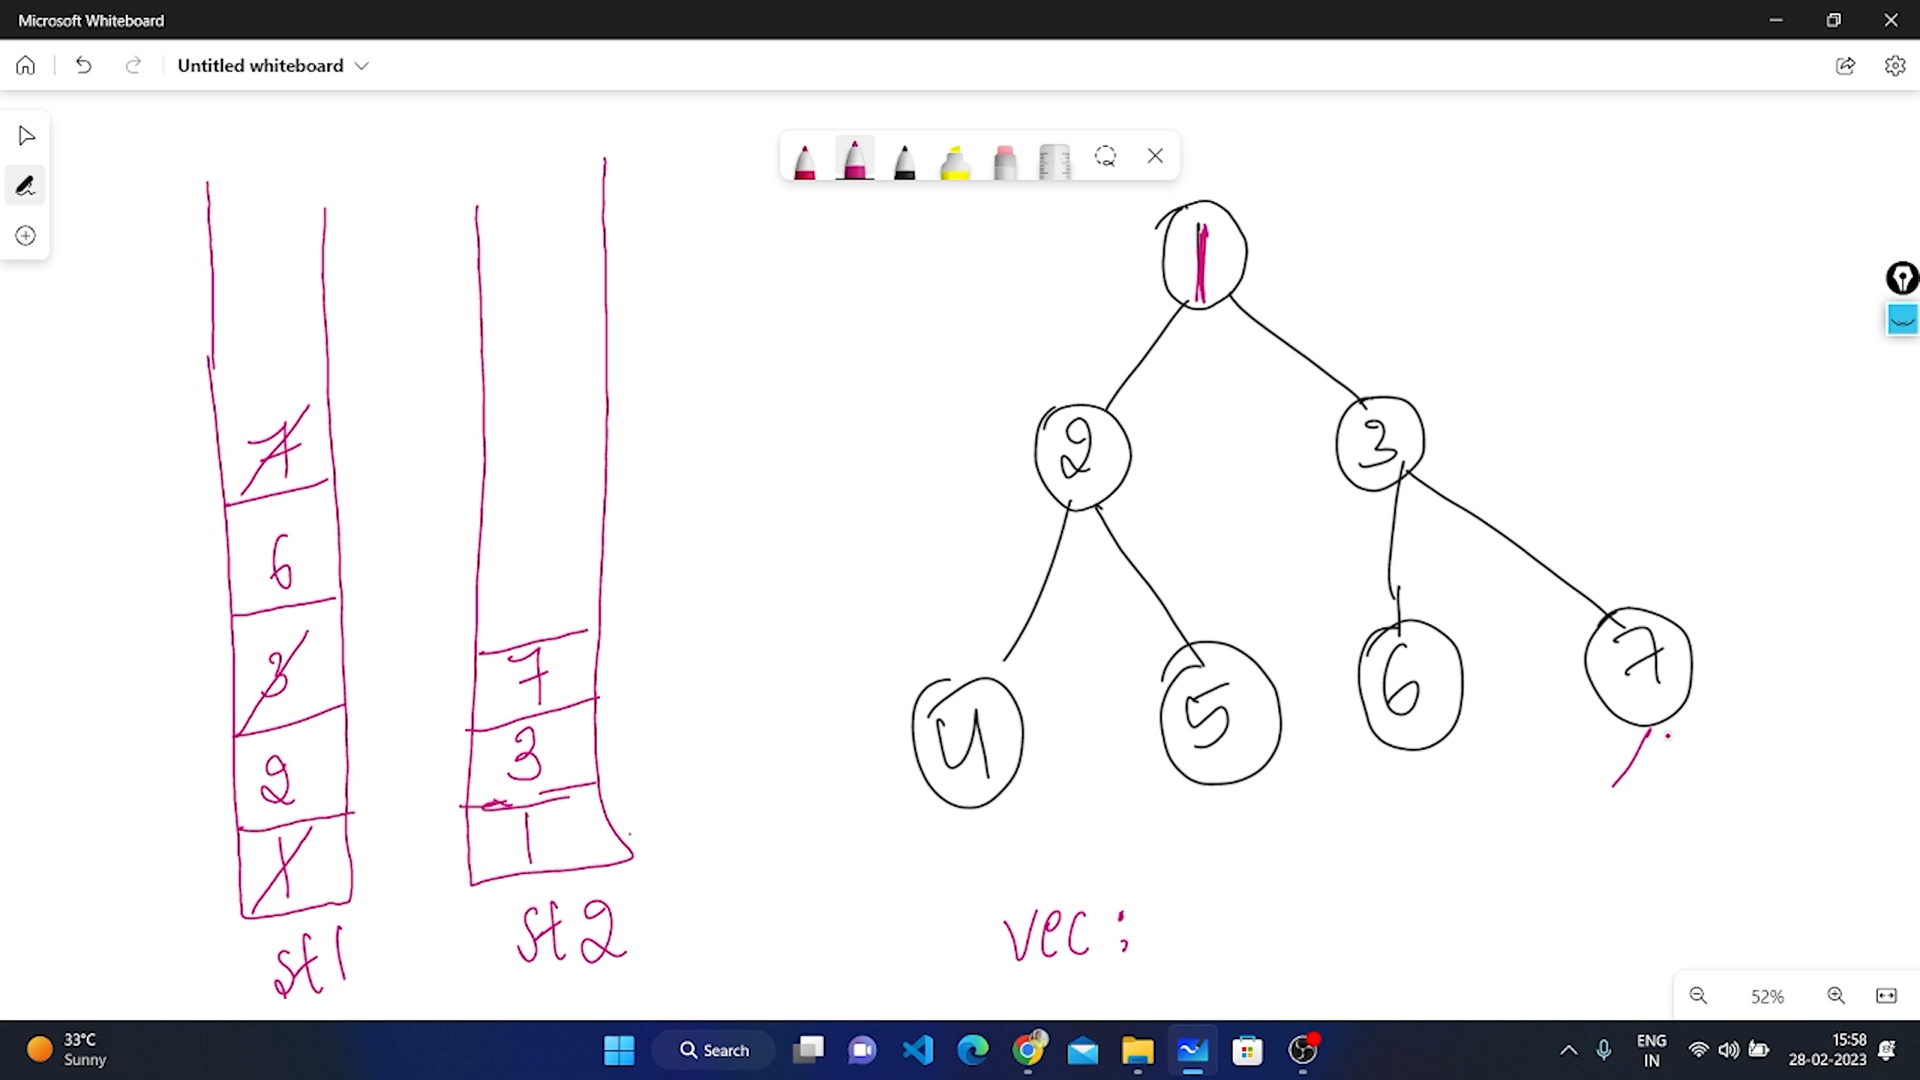 Microsoft Whiteboard
Untitled whiteboard
7
6
3
2
1
st1
7
3
1
st2
1
2
3
4
5
6
7
vec :
52%
33°C
Sunny
Search
ENG
IN
15:58
28-02-2023